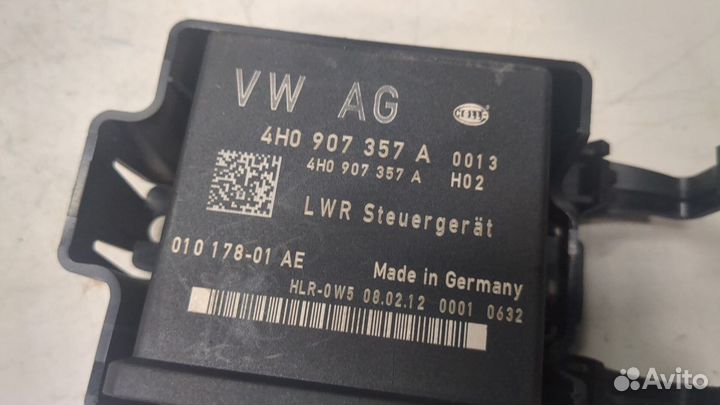 VW AG
HELLA
4H0 907 357 A 0013
4H0 907 357 A H02
LWR Steuergerät
010 178-01 AE
Made in Germany
HLR-0W5 08.02.12 0001 0632
Avito